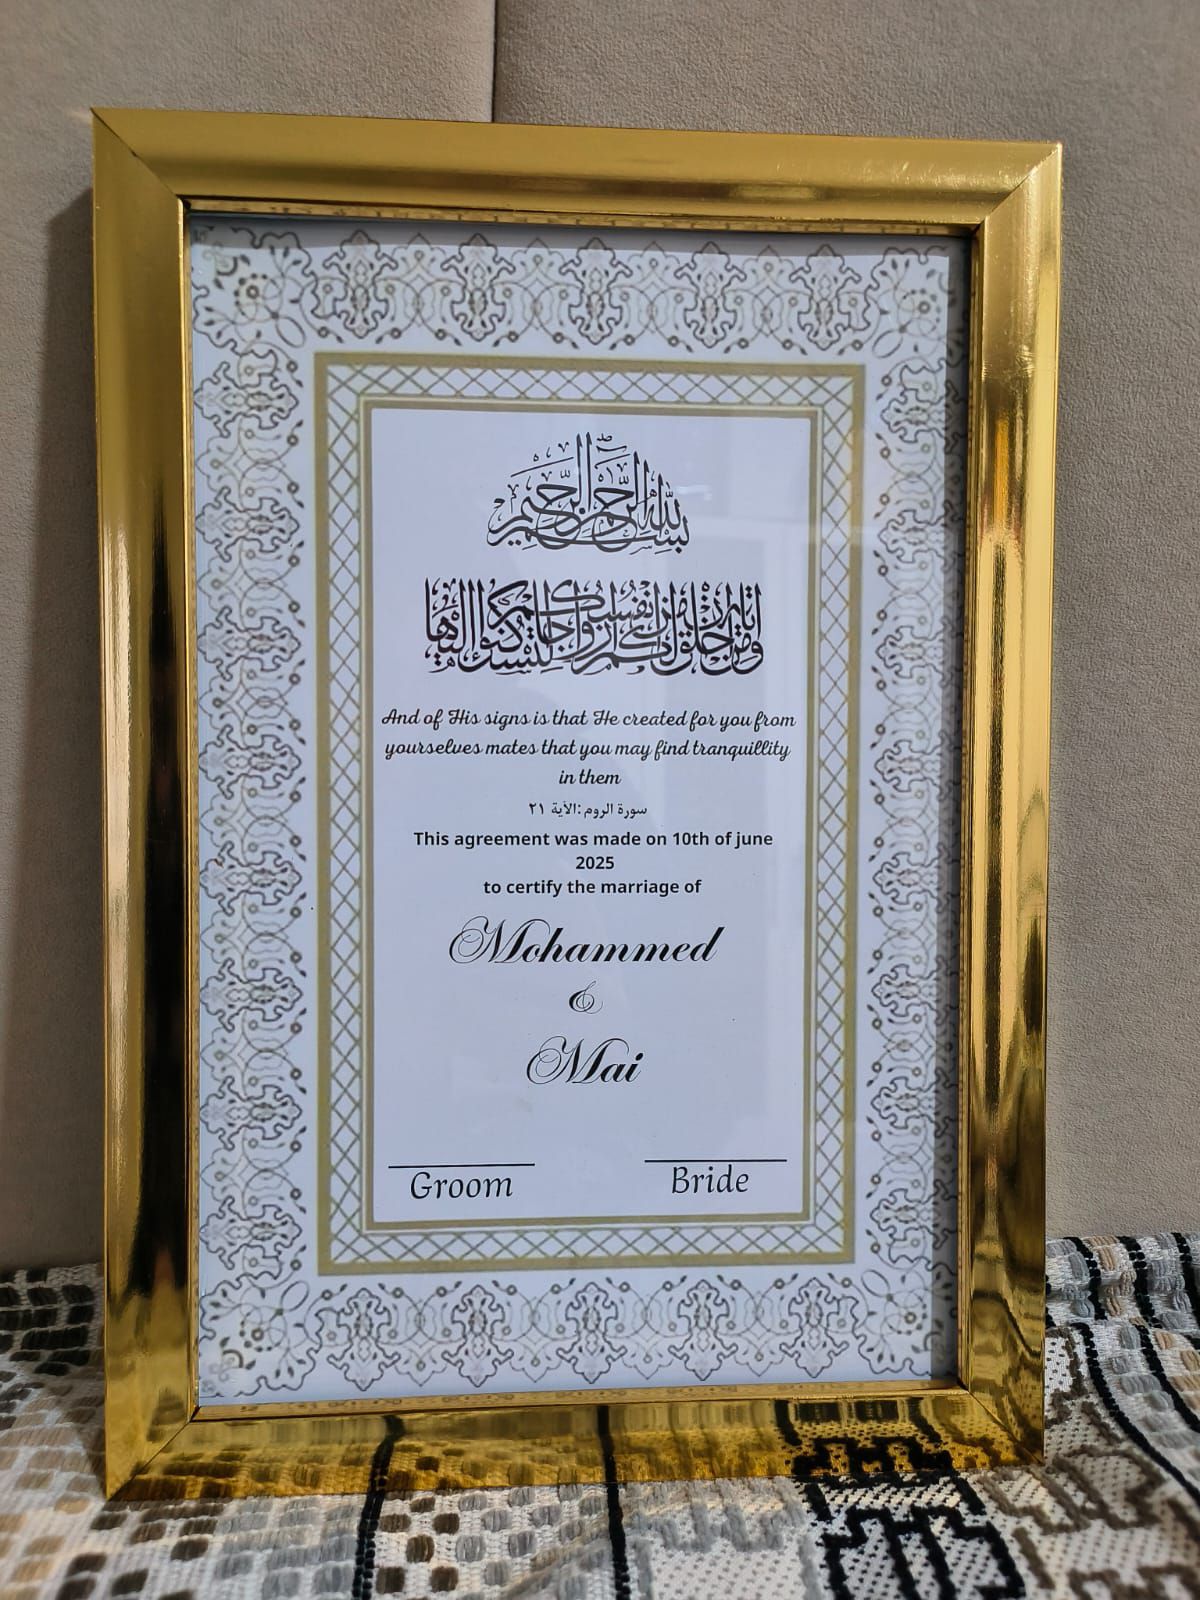 بسم الله الرحمن الرحيم
ومن آياته أن خلق لكم من أنفسكم أزواجا لتسكنوا إليها
And of His signs is that He created for you from
yourselves mates that you may find tranquillity
in them
سورة الروم:الآية ٢١
This agreement was made on 10th of june
2025
to certify the marriage of
Mohammed
&
Mai
Groom Bride